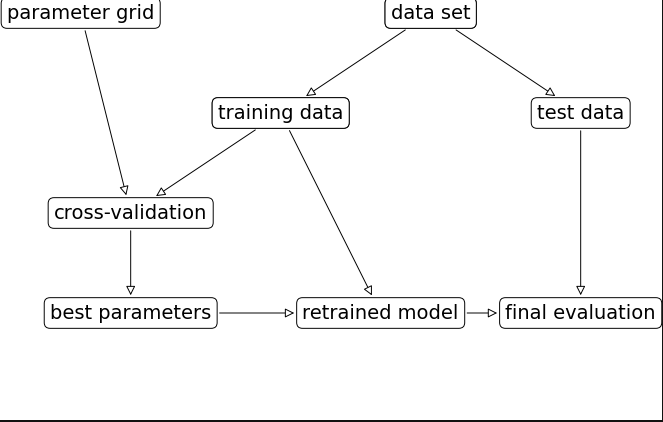 parameter grid
data set
training data
test data
cross-validation
best parameters
retrained model
final evaluation